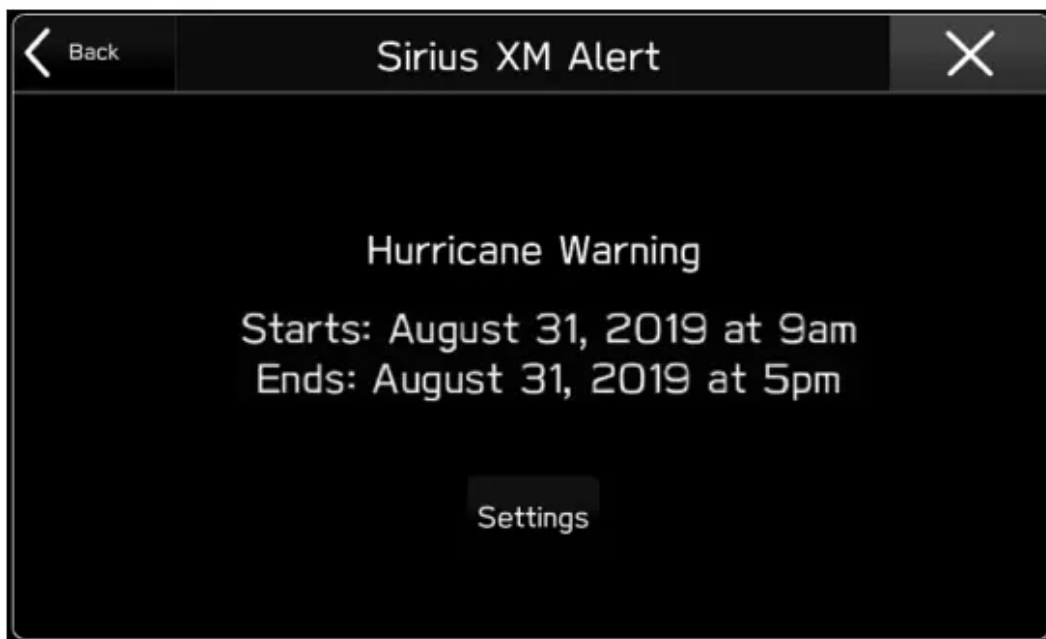 Back
Sirius XM Alert
Hurricane Warning
Starts: August 31, 2019 at 9am
Ends: August 31, 2019 at 5pm
Settings